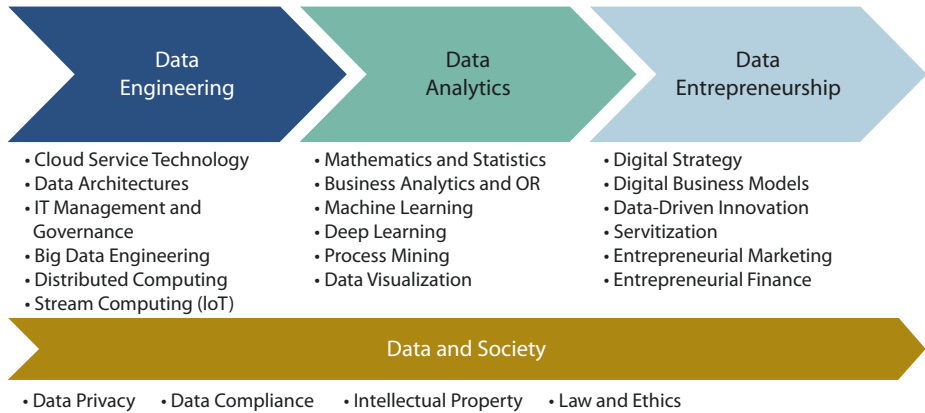 Data
Engineering
• Cloud Service Technology
• Data Architectures
• IT Management and
Governance
• Big Data Engineering
• Distributed Computing
• Stream Computing (IoT)
Data
Analytics
• Mathematics and Statistics
• Business Analytics and OR
• Machine Learning
• Deep Learning
• Process Mining
• Data Visualization
Data
Entrepreneurship
• Digital Strategy
• Digital Business Models
• Data-Driven Innovation
• Servitization
• Entrepreneurial Marketing
• Entrepreneurial Finance
Data and Society
• Data Privacy • Data Compliance • Intellectual Property • Law and Ethics